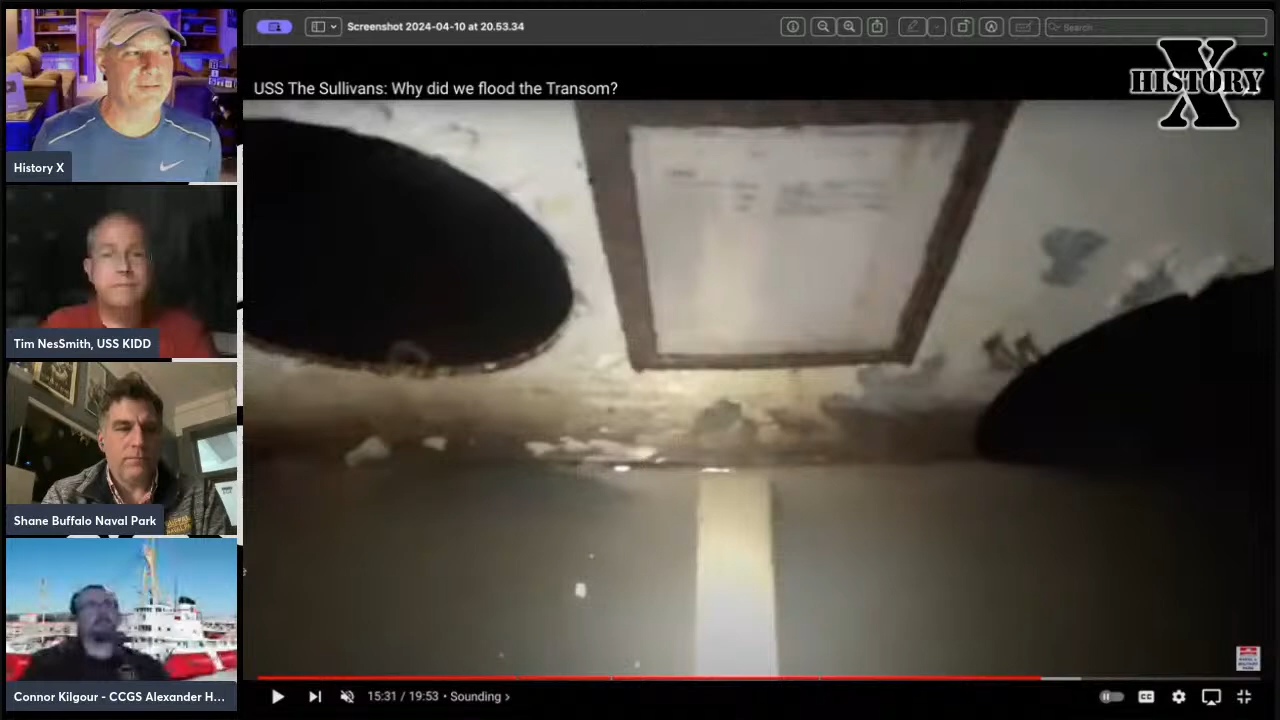 Screenshot 2024-04-10 at 20.53.34
Search
USS The Sullivans: Why did we flood the Transom?
HISTORY
X
History X
Tim NesSmith, USS KIDD
Shane Buffalo Naval Park
Connor Kilgour - CCGS Alexander H...
15:31 / 19:53 • Sounding >
CC